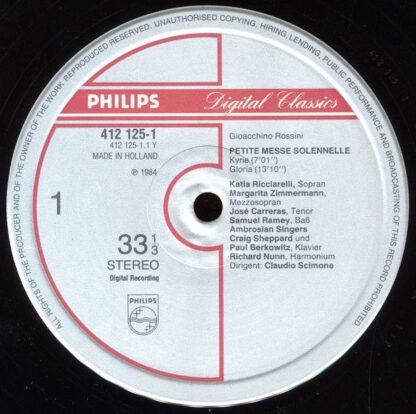 ALL RIGHTS OF THE PRODUCER AND OF THE OWNER OF THE WORK REPRODUCED RESERVED. UNAUTHORISED COPYING, HIRING, LENDING, PUBLIC PERFORMANCE AND BROADCASTING OF THIS RECORD PROHIBITED.
PHILIPS
Digital Classics
412 125-1
412 125-1.1 Y
MADE IN HOLLAND
℗ 1984
1
33 1/3
STEREO
Digital Recording
PHILIPS
Gioacchino Rossini
PETITE MESSE SOLENNELLE
Kyrie (7'01'')
Gloria (13'10'')
Katia Ricciarelli, Sopran
Margarita Zimmermann,
Mezzosopran
José Carreras, Tenor
Samuel Ramey, Baß
Ambrosian Singers
Craig Sheppard und
Paul Berkowitz, Klavier
Richard Nunn, Harmonium
Dirigent: Claudio Scimone